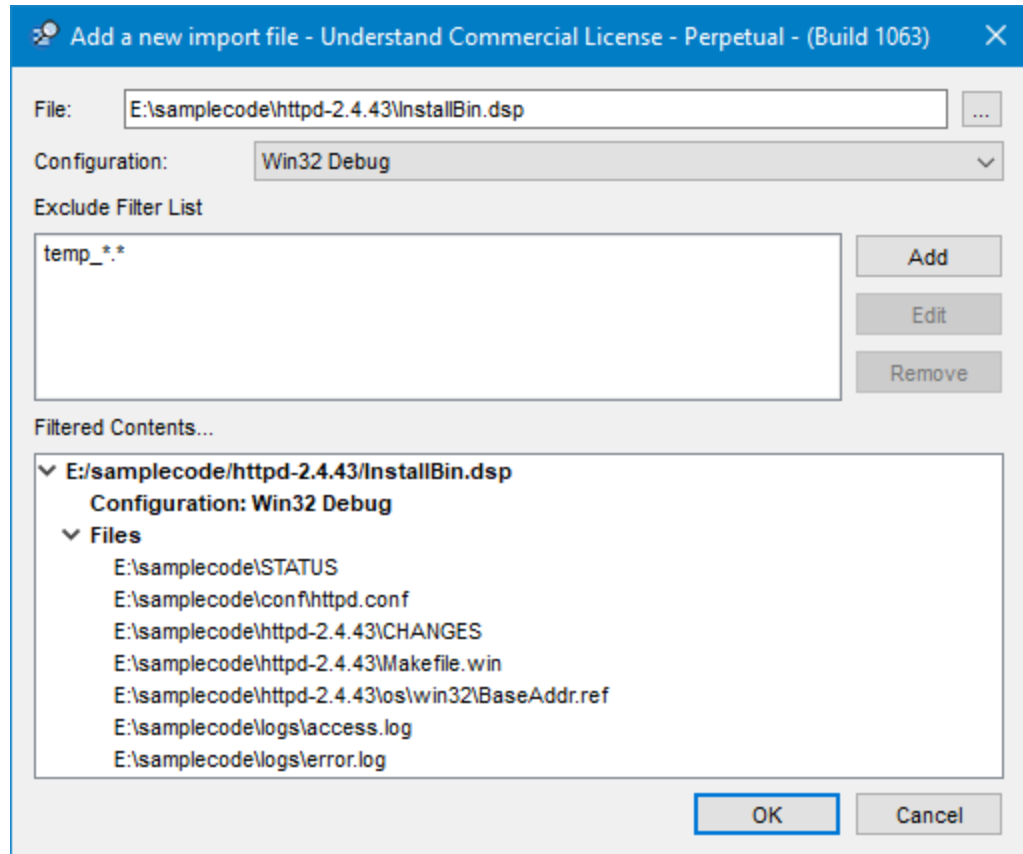 Add a new import file - Understand Commercial License - Perpetual - (Build 1063)
File: E:\samplecode\httpd-2.4.43\InstallBin.dsp ...
Configuration: Win32 Debug
Exclude Filter List
temp_*.*
Add
Edit
Remove
Filtered Contents...
E:/samplecode/httpd-2.4.43/InstallBin.dsp
Configuration: Win32 Debug
Files
E:\samplecode\STATUS
E:\samplecode\conf\httpd.conf
E:\samplecode\httpd-2.4.43\CHANGES
E:\samplecode\httpd-2.4.43\Makefile.win
E:\samplecode\httpd-2.4.43\os\win32\BaseAddr.ref
E:\samplecode\logs\access.log
E:\samplecode\logs\error.log
OK Cancel